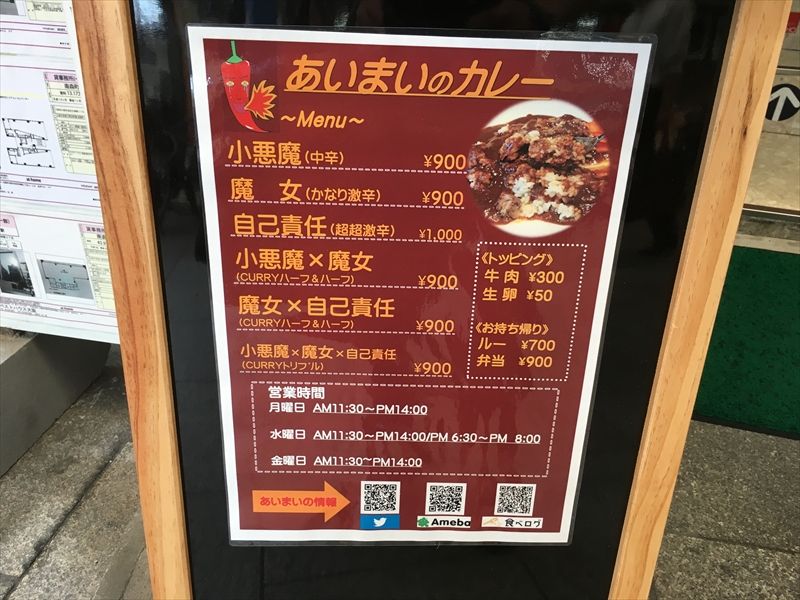 あいまいのカレー
～Menu～
小悪魔(中辛) ¥900
魔 女(かなり激辛) ¥900
自己責任(超超激辛) ¥1,000
小悪魔×魔女
(CURRYハーフ&ハーフ) ¥900
魔女×自己責任
(CURRYハーフ&ハーフ) ¥900
小悪魔×魔女×自己責任
(CURRYトリプル) ¥900
《トッピング》
牛肉 ¥300
生卵 ¥50
《お持ち帰り》
ルー ¥700
弁当 ¥900
営業時間
月曜日 AM11:30～PM14:00
水曜日 AM11:30～PM14:00/PM 6:30～PM 8:00
金曜日 AM11:30～PM14:00
あいまいの情報
Ameba
食べログ